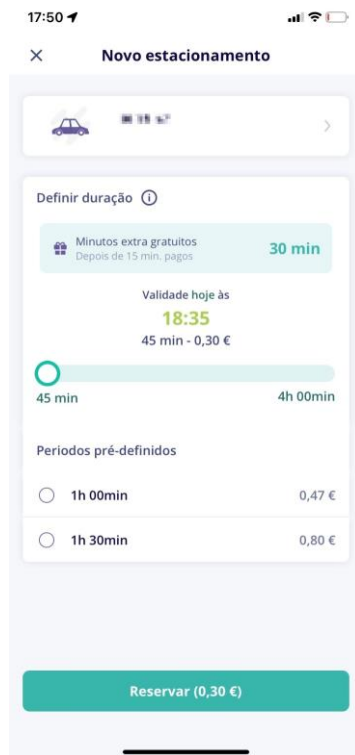 17:50
Novo estacionamento
Definir duração
Minutos extra gratuitos
Depois de 15 min. pagos
30 min
Validade hoje às
18:35
45 min - 0,30 €
45 min 4h 00min
Periodos pré-definidos
1h 00min 0,47 €
1h 30min 0,80 €
Reservar (0,30 €)